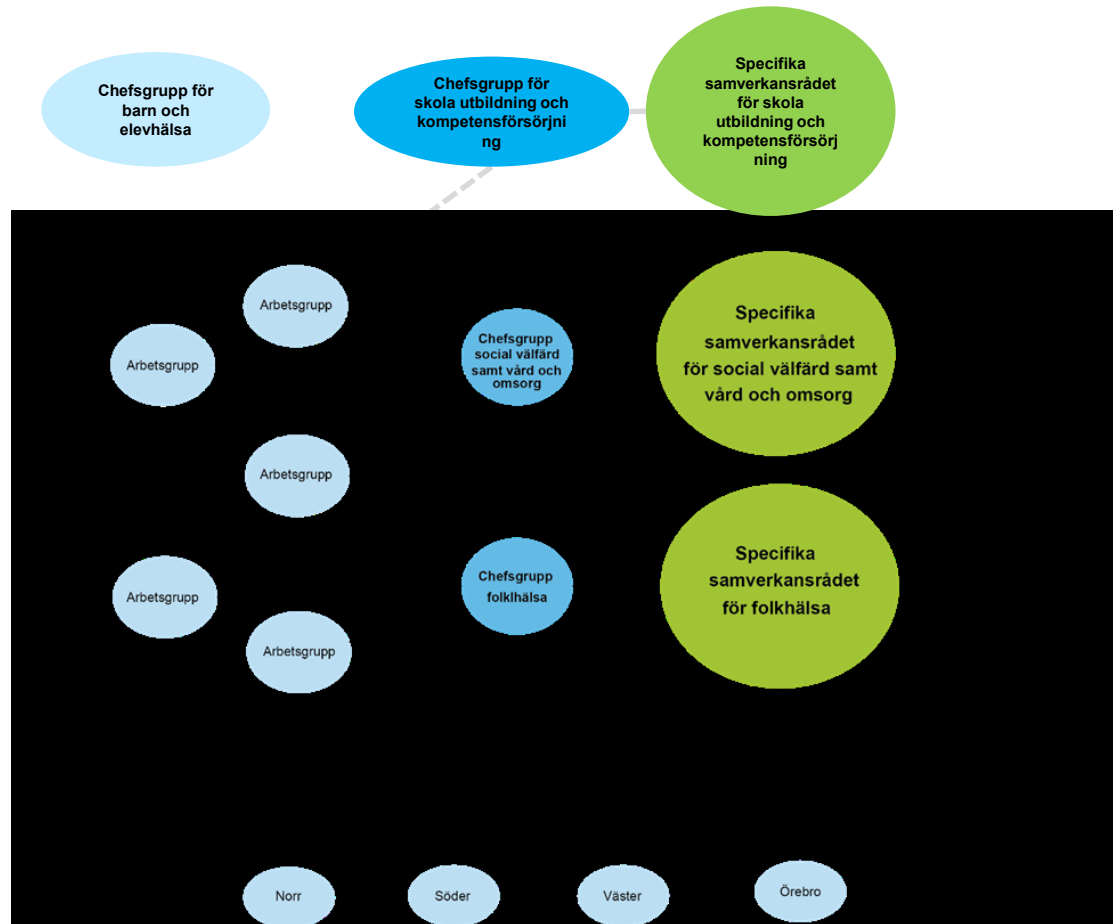 Chefsgrupp för
barn och
elevhälsa
Chefsgrupp för
skola utbildning och
kompetensförsörjni
ng
Specifika
samverkansrådet
för skola
utbildning och
kompetensförsörj
ning
Arbetsgrupp
Arbetsgrupp
Chefsgrupp
social välfärd
samt vård och
omsorg
Specifika
samverkansrådet
för social välfärd samt
vård och omsorg
Arbetsgrupp
Arbetsgrupp
Arbetsgrupp
Chefsgrupp
folklhälsa
Specifika
samverkansrådet
för folkhälsa
Norr
Söder
Väster
Örebro